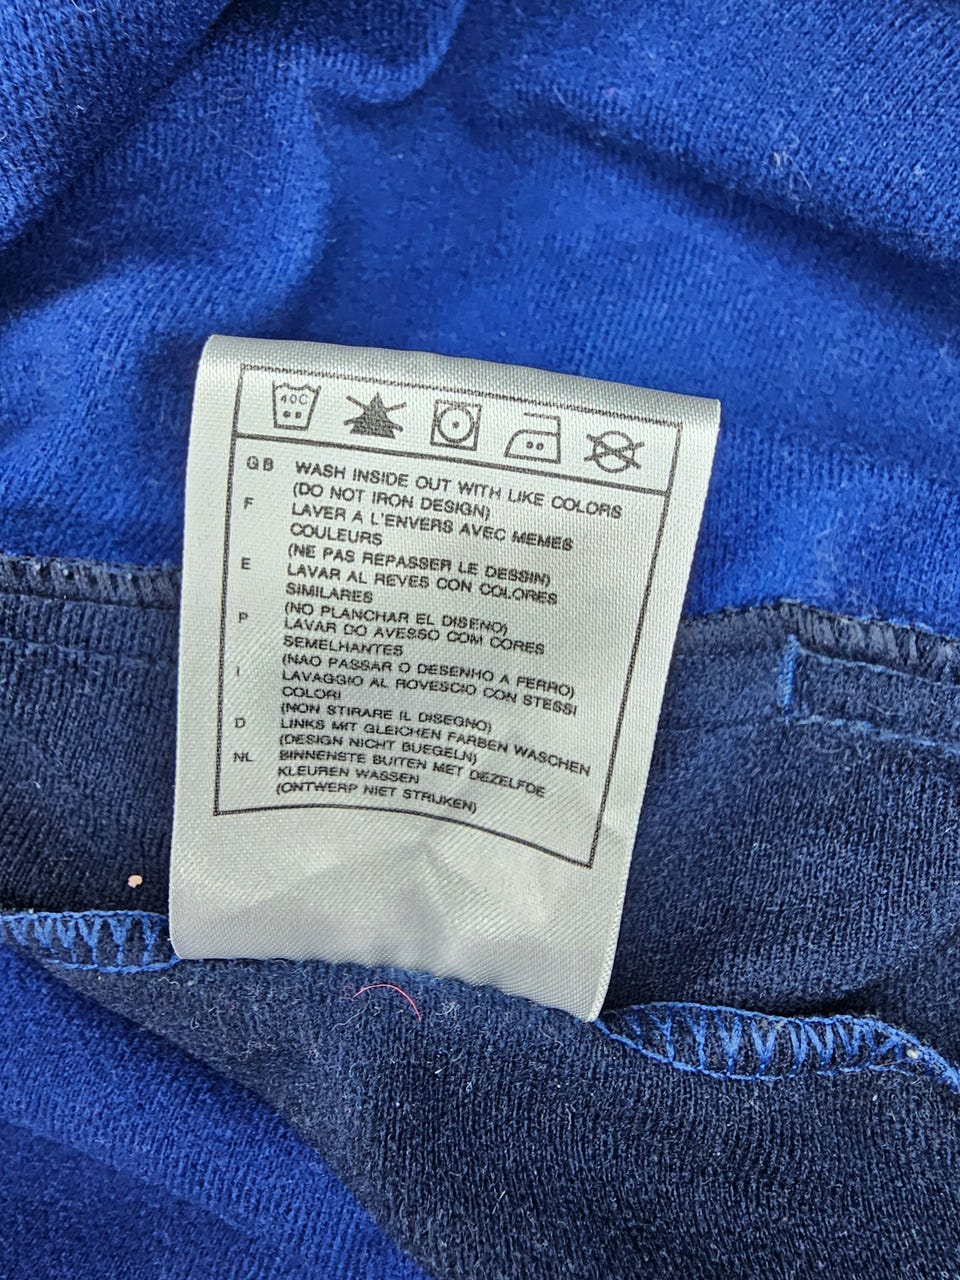 40C
GB WASH INSIDE OUT WITH LIKE COLORS
(DO NOT IRON DESIGN)
F LAVER A L'ENVERS AVEC MEMES
COULEURS
(NE PAS REPASSER LE DESSIN)
E LAVAR AL REVES CON COLORES
SIMILARES
(NO PLANCHAR EL DISENO)
P LAVAR DO AVESSO COM CORES
SEMELHANTES
(NAO PASSAR O DESENHO A FERRO)
I LAVAGGIO AL ROVESCIO CON STESSI
COLORI
(NON STIRARE IL DISEGNO)
D LINKS MIT GLEICHEN FARBEN WASCHEN
(DESIGN NICHT BUEGELN)
NL BINNENSTE BUITEN MET DEZELFDE
KLEUREN WASSEN
(ONTWERP NIET STRIJKEN)